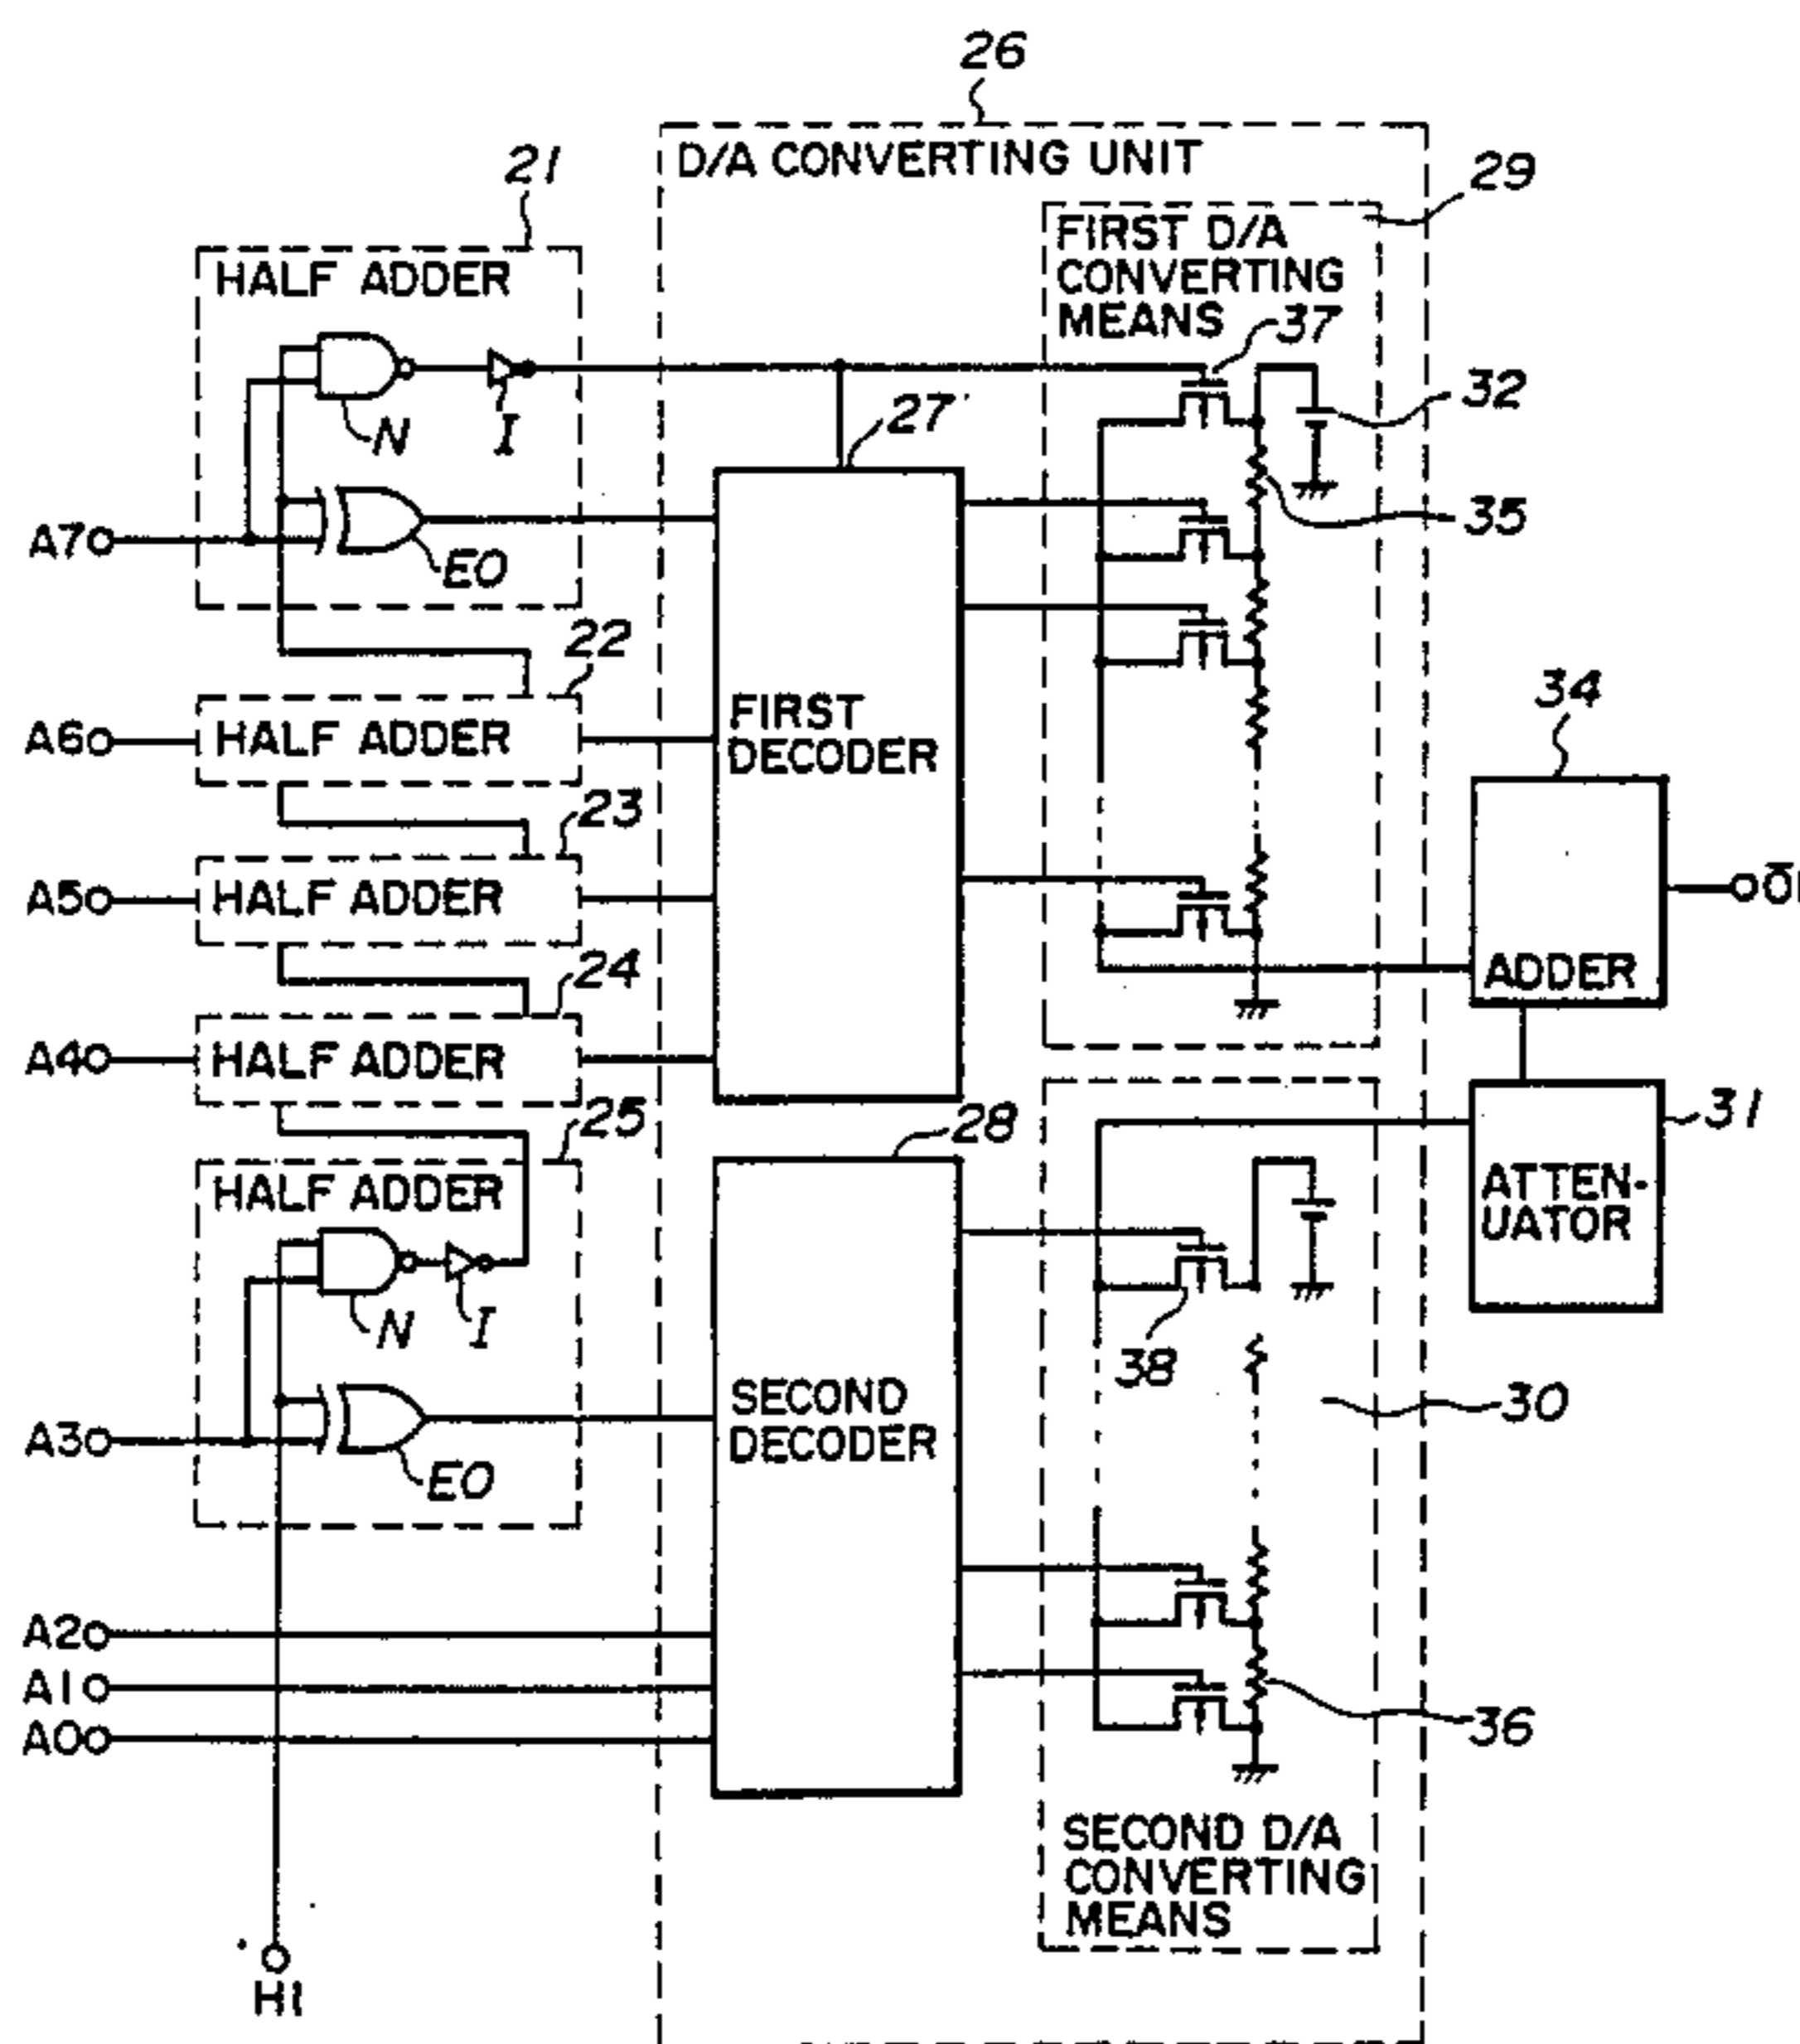 26
D/A CONVERTING UNIT
21
29
HALF ADDER
FIRST D/A
CONVERTING
MEANS
37
32
N
I
27
35
A7
EO
22
34
A6
HALF ADDER
FIRST
DECODER
23
A5
HALF ADDER
24
ADDER
A4
HALF ADDER
25
28
31
HALF ADDER
ATTEN-
UATOR
N
I
38
30
A3
EO
SECOND
DECODER
A2
A1
A0
36
SECOND D/A
CONVERTING
MEANS
H1